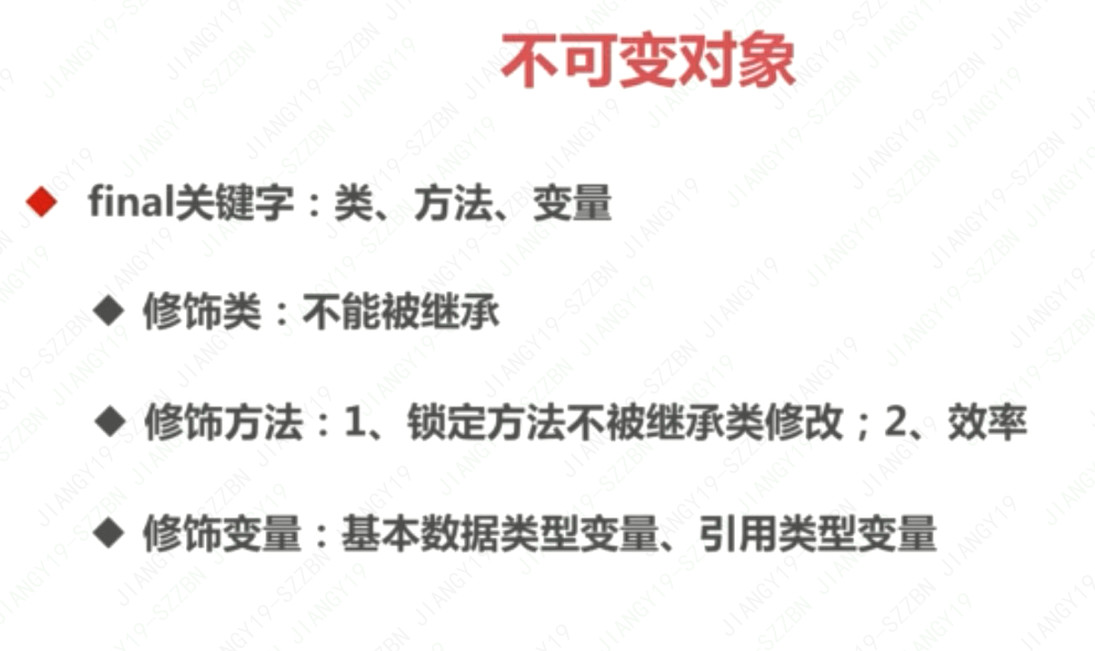 不可变对象
final关键字：类、方法、变量
修饰类：不能被继承
修饰方法：1、锁定方法不被继承类修改；2、效率
修饰变量：基本数据类型变量、引用类型变量
JIANGY19-SZZBN